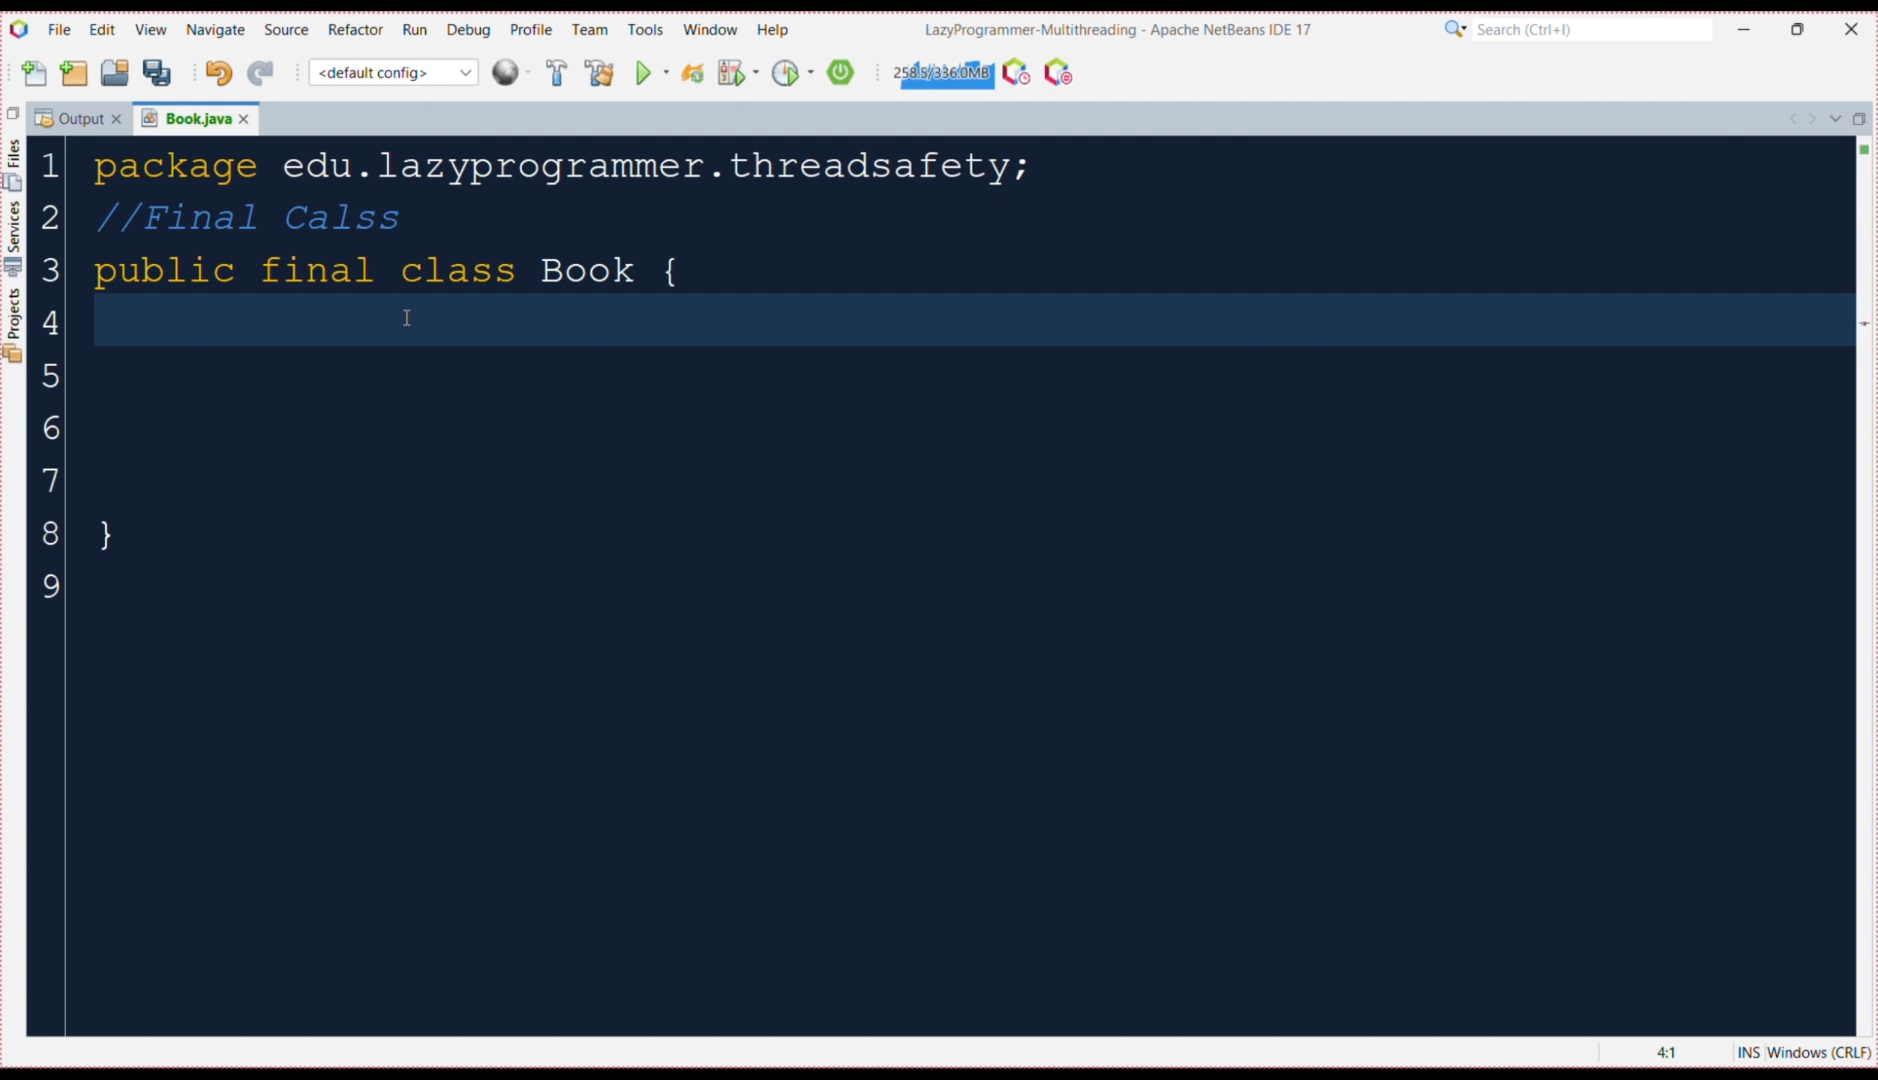 File Edit View Navigate Source Refactor Run Debug Profile Team Tools Window Help
LazyProgrammer-Multithreading - Apache NetBeans IDE 17
Search (Ctrl+I)
<default config>
258.5/336.0MB
Output
Book.java
Files
Services
Projects
1 package edu.lazyprogrammer.threadsafety;
2 //Final Calss
3 public final class Book {
4
5
6
7
8 }
9
4:1 INS Windows (CRLF)